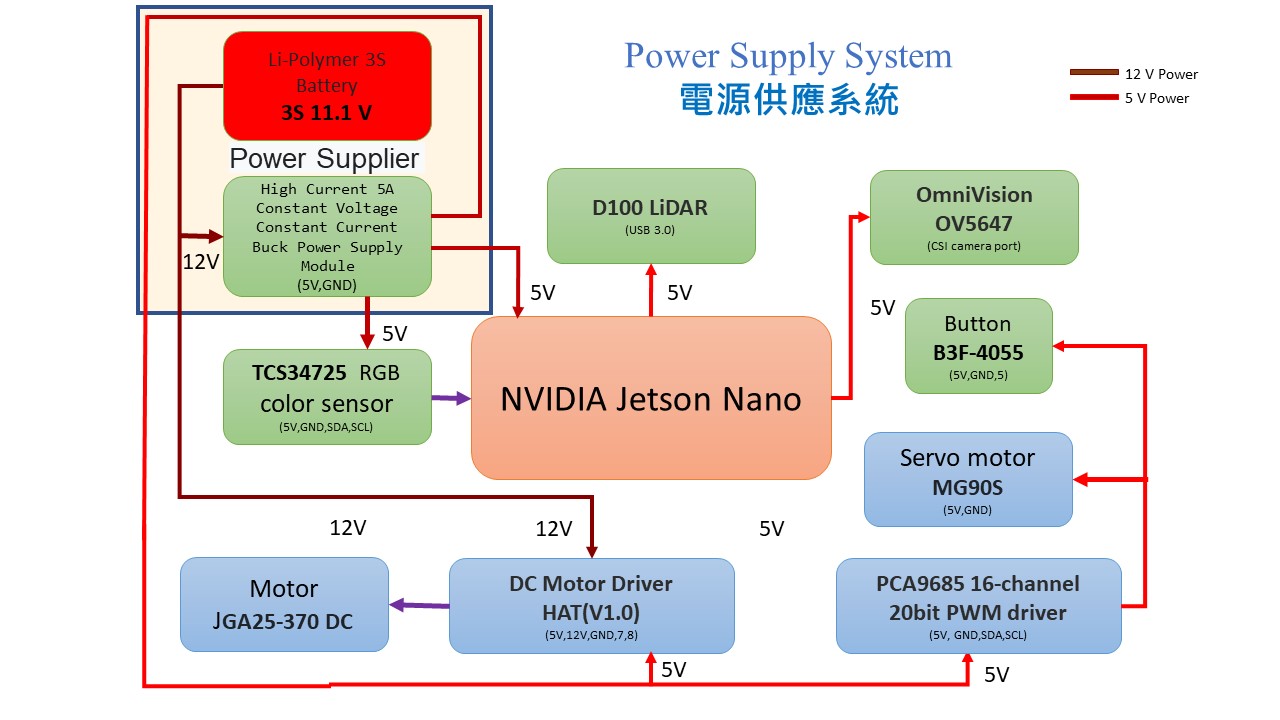 Power Supply System
電源供應系統
12 V Power
5 V Power
Li-Polymer 3S
Battery
3S 11.1 V
Power Supplier
High Current 5A
Constant Voltage
Constant Current
Buck Power Supply
Module
(5V,GND)
12V
5V
5V
D100 LiDAR
(USB 3.0)
5V
OmniVision
OV5647
(CSI camera port)
5V
Button
B3F-4055
(5V,GND,5)
TCS34725 RGB
color sensor
(5V,GND,SDA,SCL)
NVIDIA Jetson Nano
Servo motor
MG90S
(5V,GND)
12V
12V
5V
Motor
JGA25-370 DC
DC Motor Driver
HAT(V1.0)
(5V,12V,GND,7,8)
PCA9685 16-channel
20bit PWM driver
(5V, GND,SDA,SCL)
5V
5V